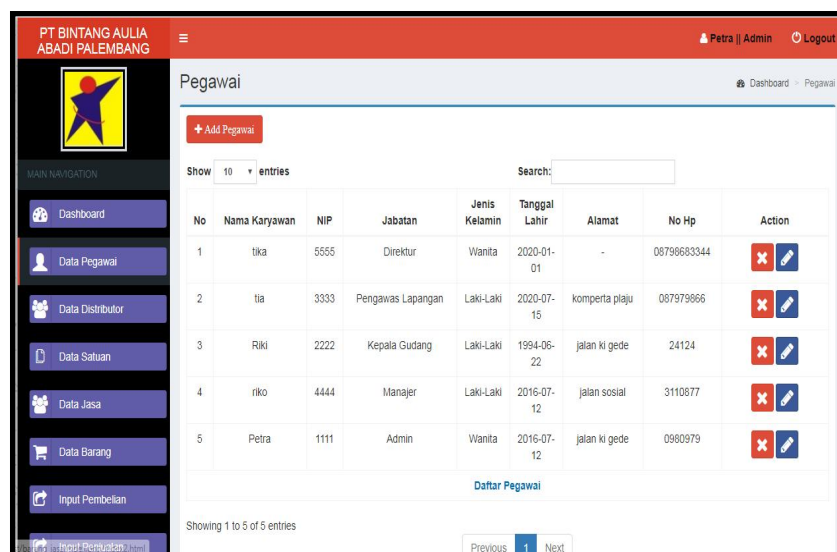 PT BINTANG AULIA
ABADI PALEMBANG
Petra || Admin
Logout
Pegawai
Dashboard > Pegawai
+ Add Pegawai
MAIN NAVIGATION
Dashboard
Data Pegawai
Data Distributor
Data Satuan
Data Jasa
Data Barang
Input Pembelian
Input Penjualan
Show 10 entries
Search:
No Nama Karyawan NIP Jabatan Jenis Kelamin Tanggal Lahir Alamat No Hp Action
1 tika 5555 Direktur Wanita 2020-01-01 - 08798683344
2 tia 3333 Pengawas Lapangan Laki-Laki 2020-07-15 komperta plaju 087979866
3 Riki 2222 Kepala Gudang Laki-Laki 1994-06-22 jalan ki gede 24124
4 riko 4444 Manajer Laki-Laki 2016-07-12 jalan sosial 3110877
5 Petra 1111 Admin Wanita 2016-07-12 jalan ki gede 0980979
Daftar Pegawai
Showing 1 to 5 of 5 entries
Previous 1 Next